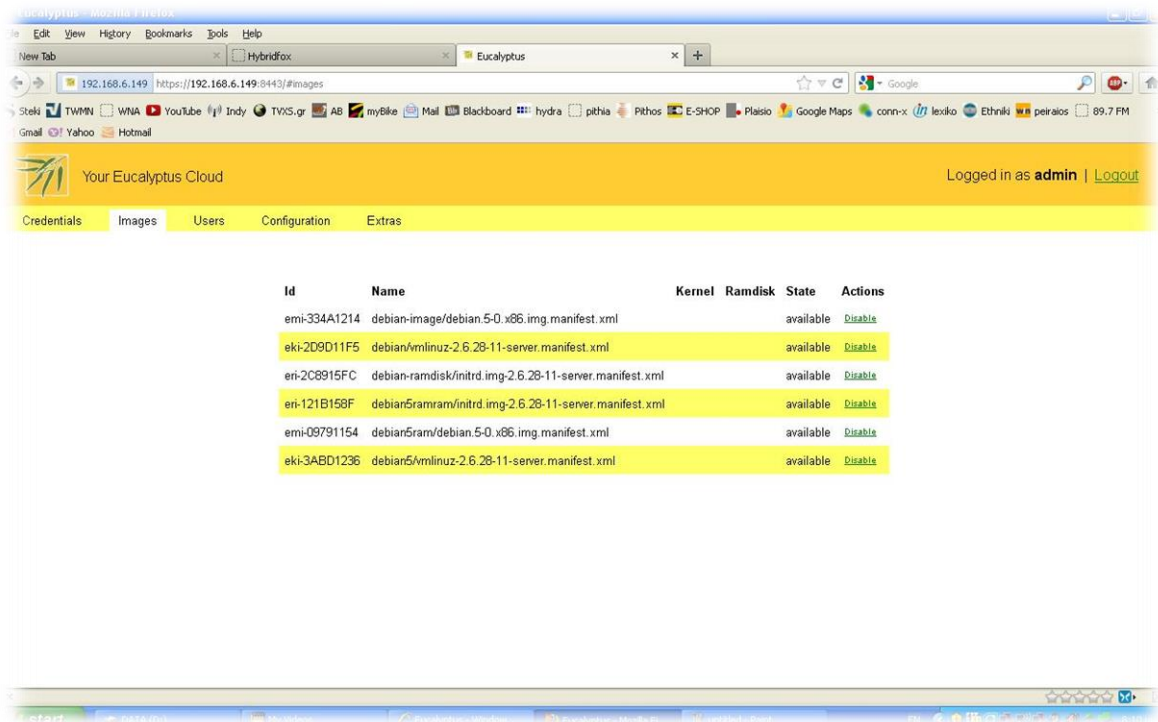 Eucalyptus - Mozilla Firefox
Edit View History Bookmarks Tools Help
New Tab Hybridfox Eucalyptus
192.168.6.149 https://192.168.6.149:8443/#images Google
Steki TWMN WNA YouTube Indy TVXS.gr AB myBike Mail Blackboard hydra pithia Pithos E-SHOP Plaisio Google Maps conn-x lexiko Ethniki peiraios 89.7 FM
Gmail Yahoo Hotmail
Your Eucalyptus Cloud Logged in as admin | Logout
Credentials Images Users Configuration Extras
Id Name Kernel Ramdisk State Actions
emi-334A1214 debian-image/debian.5-0.x86.img.manifest.xml available Disable
eki-2D9D11F5 debian/vmlinuz-2.6.28-11-server.manifest.xml available Disable
eri-2C8915FC debian-ramdisk/initrd.img-2.6.28-11-server.manifest.xml available Disable
eri-121B158F debian5ramram/initrd.img-2.6.28-11-server.manifest.xml available Disable
emi-09791154 debian5ram/debian.5-0.x86.img.manifest.xml available Disable
eki-3ABD1236 debian5/vmlinuz-2.6.28-11-server.manifest.xml available Disable
start DATA (D:) My Videos EN